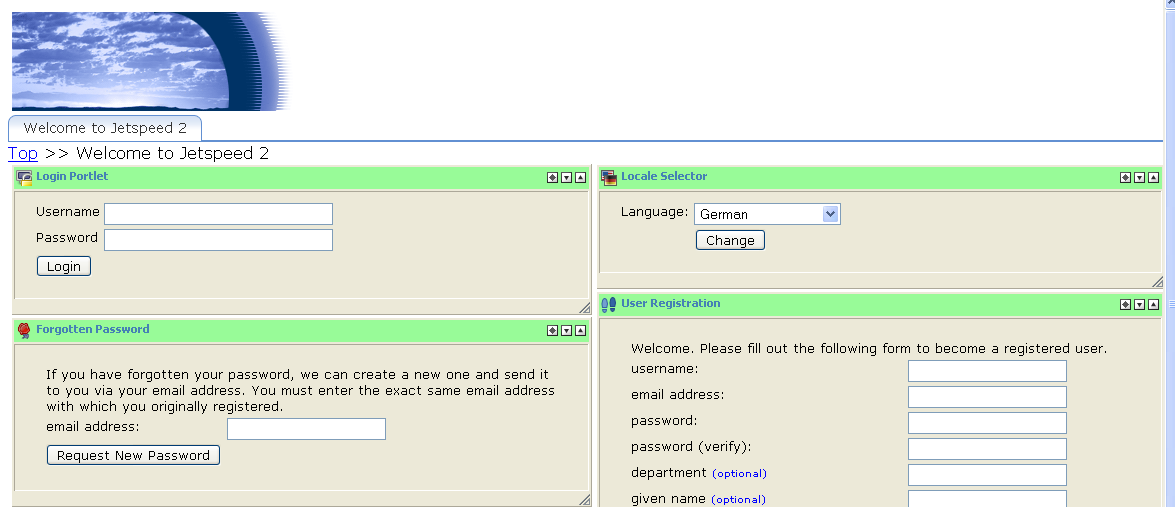 Welcome to Jetspeed 2
Top >> Welcome to Jetspeed 2
Login Portlet
Username
Password
Login
Forgotten Password
If you have forgotten your password, we can create a new one and send it
to you via your email address. You must enter the exact same email address
with which you originally registered.
email address:
Request New Password
Locale Selector
Language: German
Change
User Registration
Welcome. Please fill out the following form to become a registered user.
username:
email address:
password:
password (verify):
department (optional)
given name (optional)